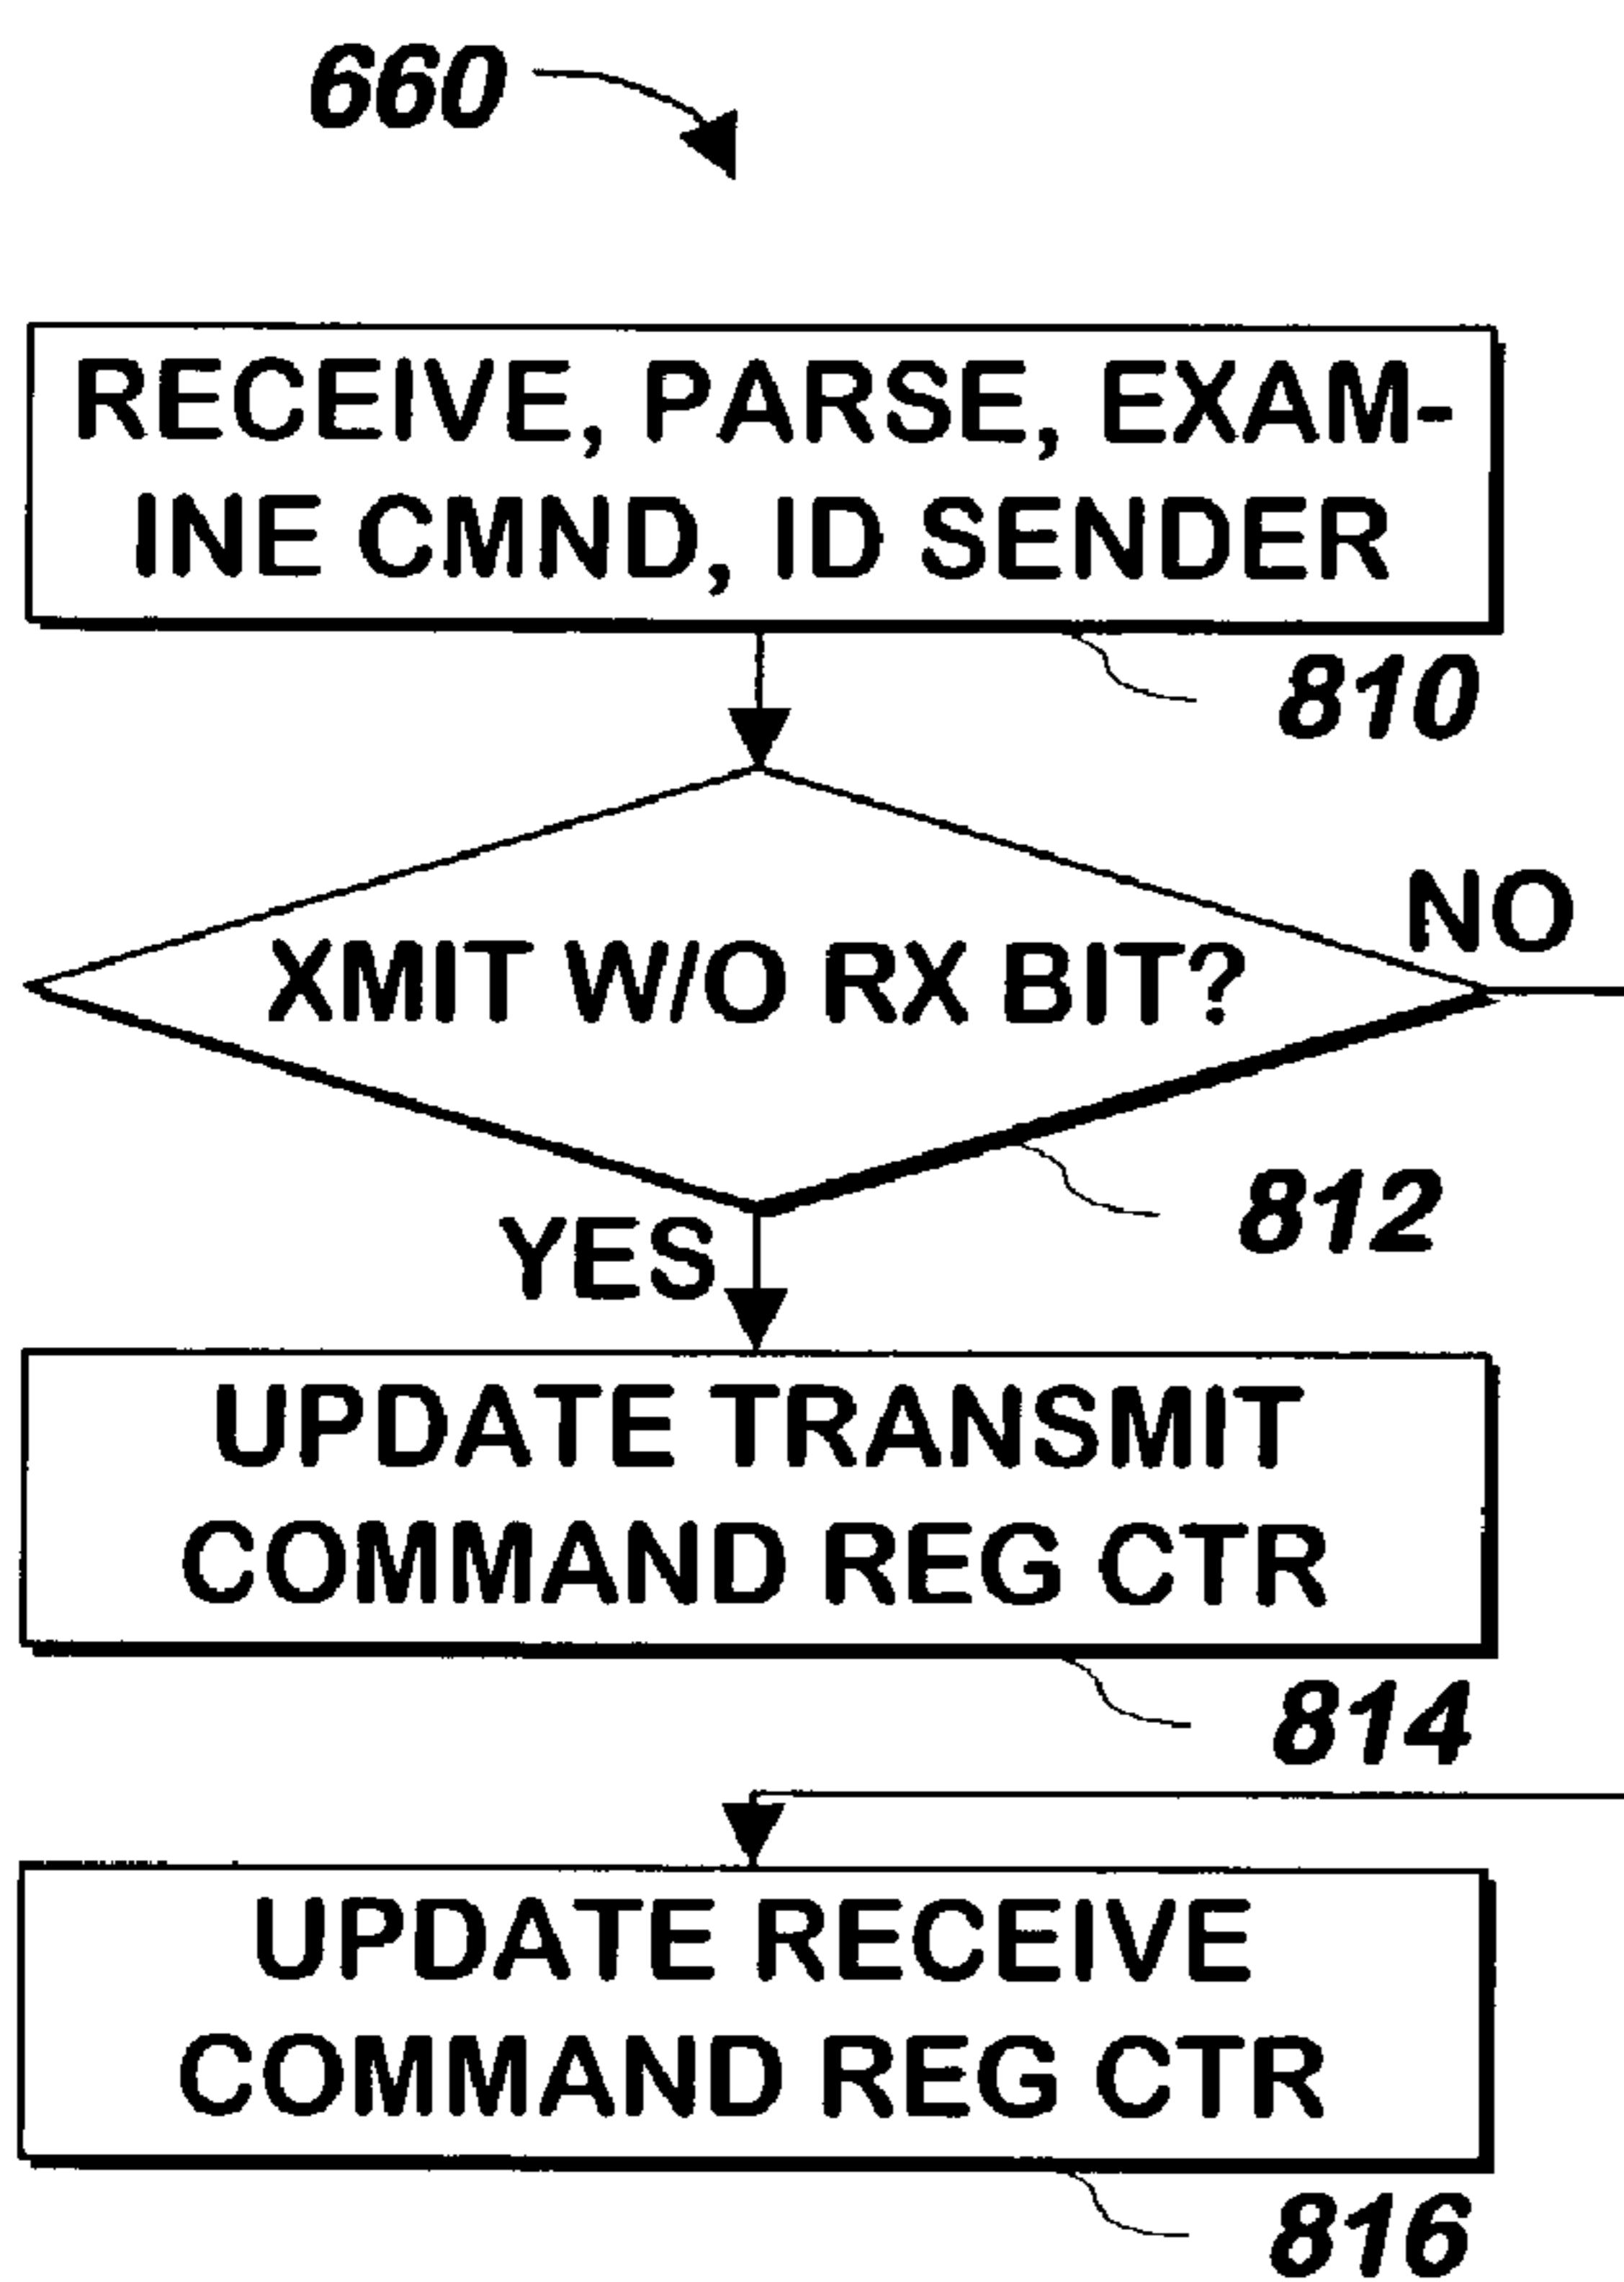 660
RECEIVE, PARSE, EXAM-
INE CMND, ID SENDER
810
XMIT W/O RX BIT?
NO
812
YES
UPDATE TRANSMIT
COMMAND REG CTR
814
UPDATE RECEIVE
COMMAND REG CTR
816